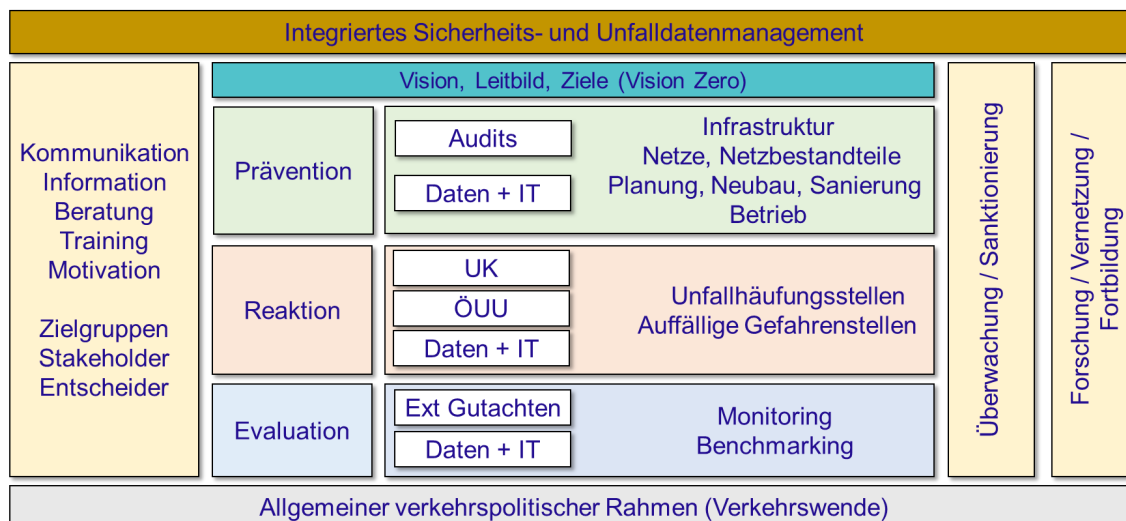 Integriertes Sicherheits- und Unfalldatenmanagement
Kommunikation
Information
Beratung
Training
Motivation
Zielgruppen
Stakeholder
Entscheider
Vision, Leitbild, Ziele (Vision Zero)
Prävention
Audits
Daten + IT
Infrastruktur
Netze, Netzbestandteile
Planung, Neubau, Sanierung
Betrieb
Reaktion
UK
ÖUU
Daten + IT
Unfallhäufungsstellen
Auffällige Gefahrenstellen
Evaluation
Ext Gutachten
Daten + IT
Monitoring
Benchmarking
Überwachung / Sanktionierung
Forschung / Vernetzung /
Fortbildung
Allgemeiner verkehrspolitischer Rahmen (Verkehrswende)